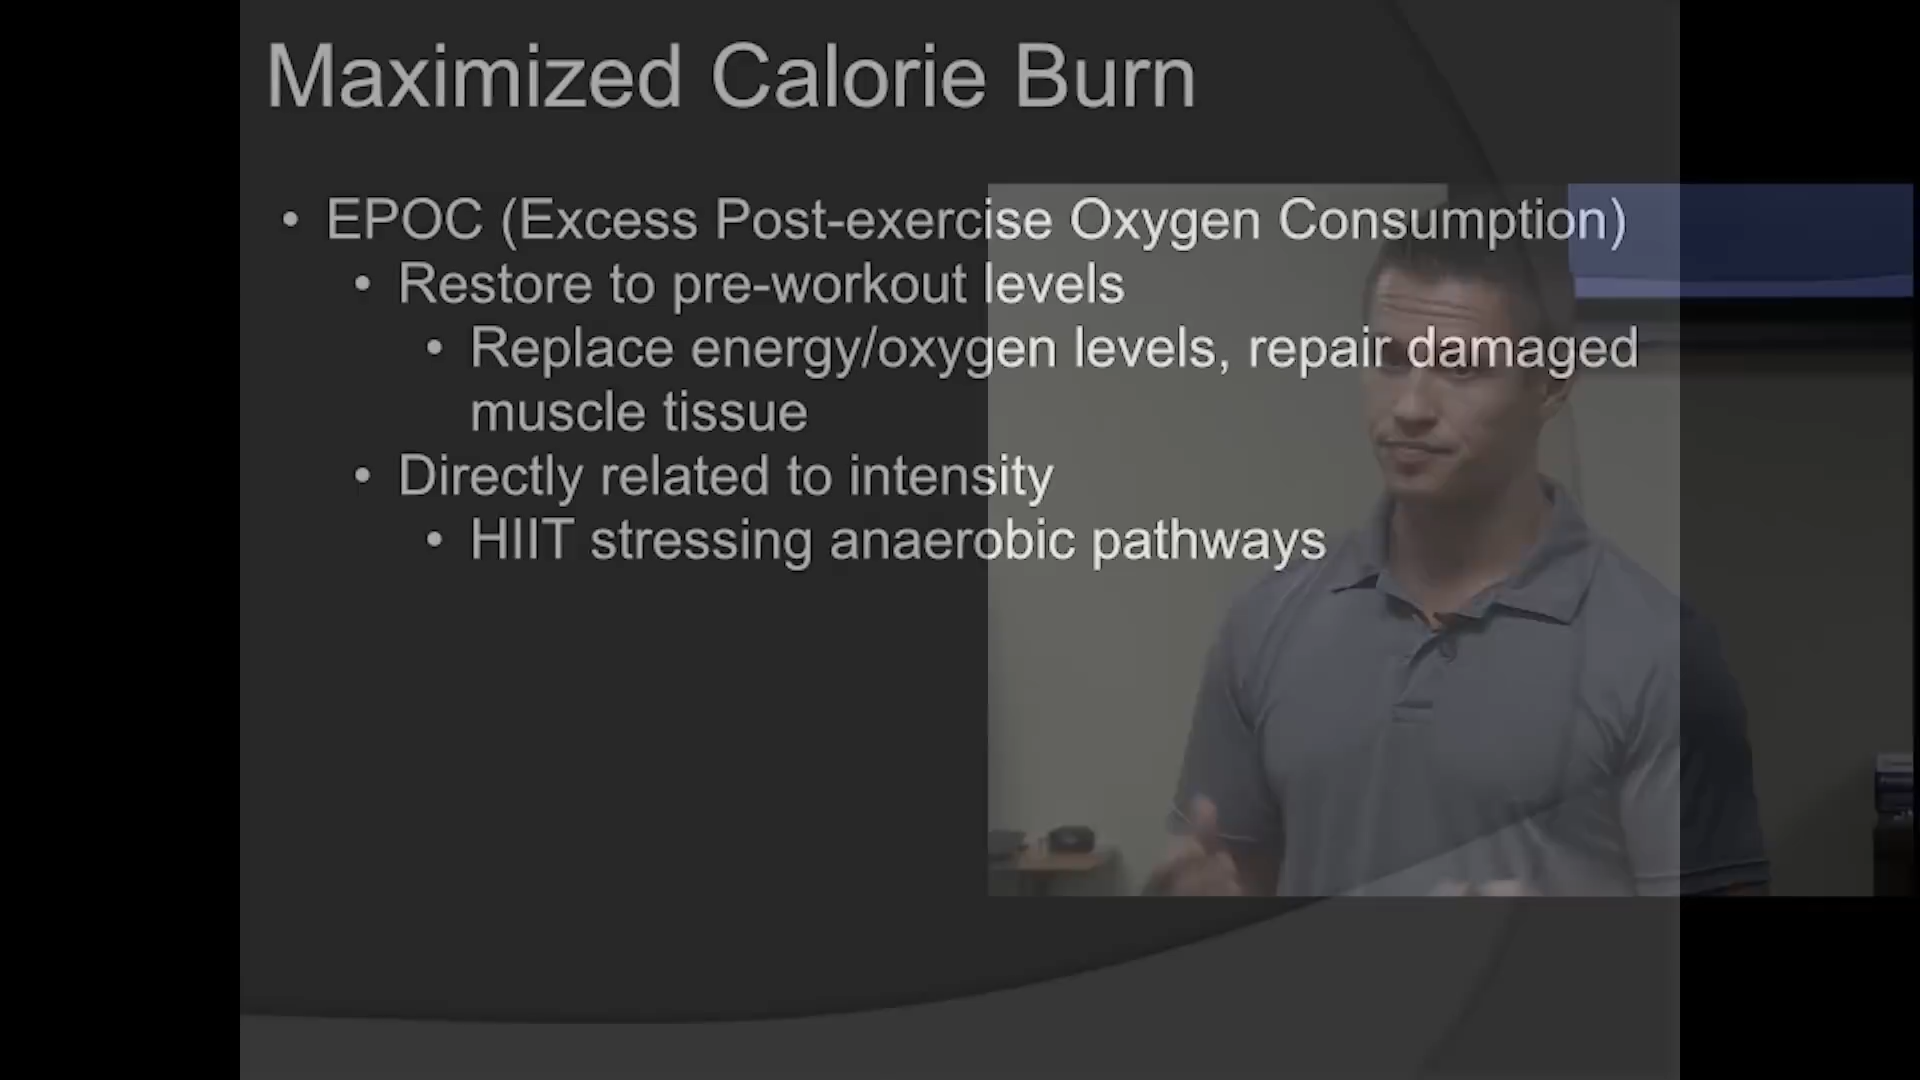 Maximized Calorie Burn
• EPOC (Excess Post-exercise Oxygen Consumption)
• Restore to pre-workout levels
• Replace energy/oxygen levels, repair damaged
muscle tissue
• Directly related to intensity
• HIIT stressing anaerobic pathways